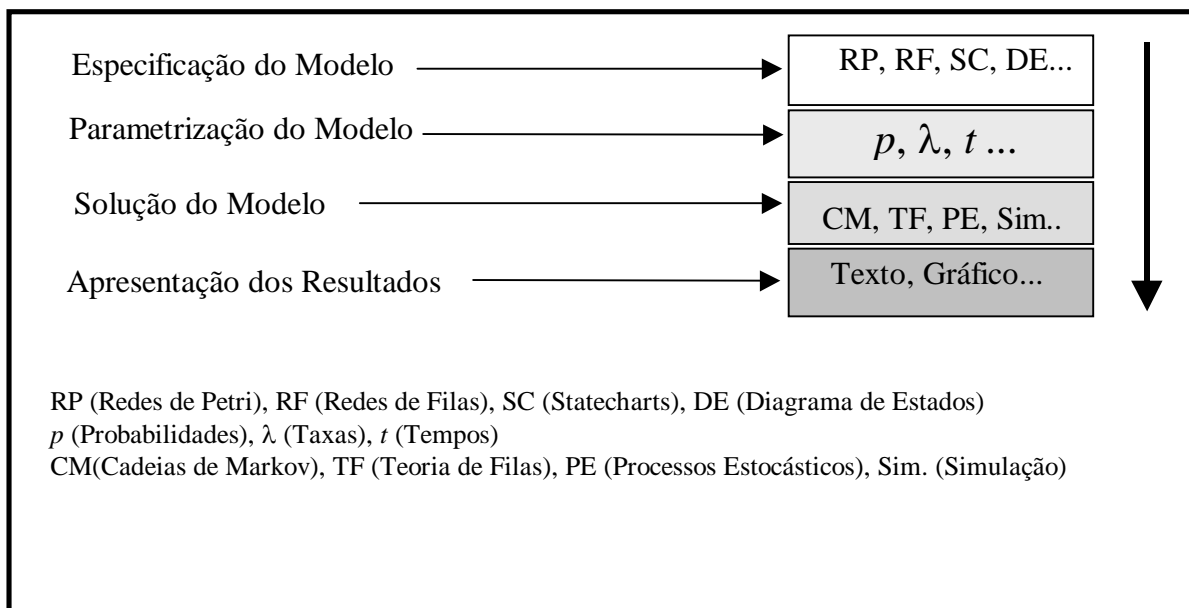 Especificação do Modelo
RP, RF, SC, DE...
Parametrização do Modelo
p, λ, t ...
Solução do Modelo
CM, TF, PE, Sim..
Apresentação dos Resultados
Texto, Gráfico...
RP (Redes de Petri), RF (Redes de Filas), SC (Statecharts), DE (Diagrama de Estados)
p (Probabilidades), λ (Taxas), t (Tempos)
CM(Cadeias de Markov), TF (Teoria de Filas), PE (Processos Estocásticos), Sim. (Simulação)